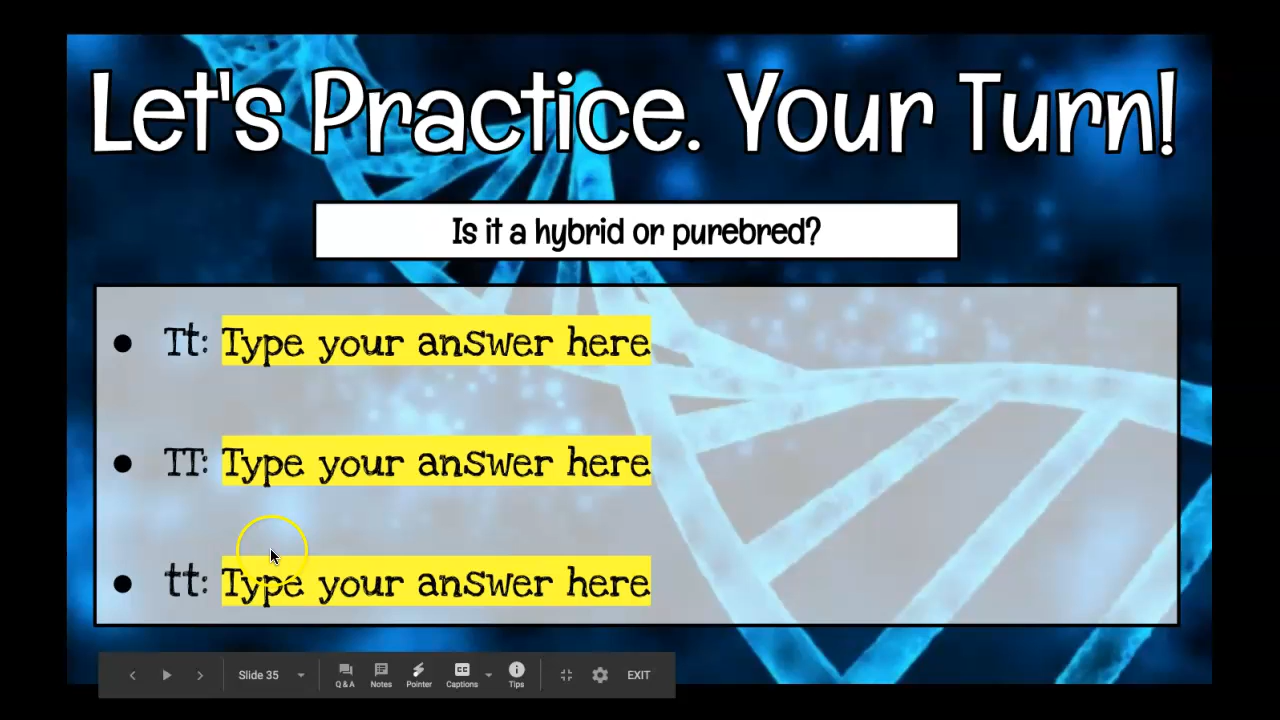 Let's Practice. Your Turn!
Is it a hybrid or purebred?
● Tt: Type your answer here
● TT: Type your answer here
● tt: Type your answer here
Slide 35
Q & A
Notes
Pointer
CC
Captions
Tips
EXIT